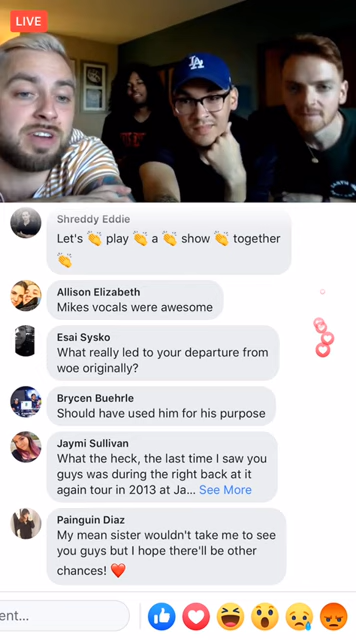 LIVE
LA
Shreddy Eddie
Let's 👏 play 👏 a 👏 show 👏 together
👏
Allison Elizabeth
Mikes vocals were awesome
Esai Sysko
What really led to your departure from
woe originally?
Brycen Buehrle
Should have used him for his purpose
Jaymi Sullivan
What the heck, the last time I saw you
guys was during the right back at it
again tour in 2013 at Ja... See More
Painguin Diaz
My mean sister wouldn't take me to see
you guys but I hope there'll be other
chances! ❤️
ent...